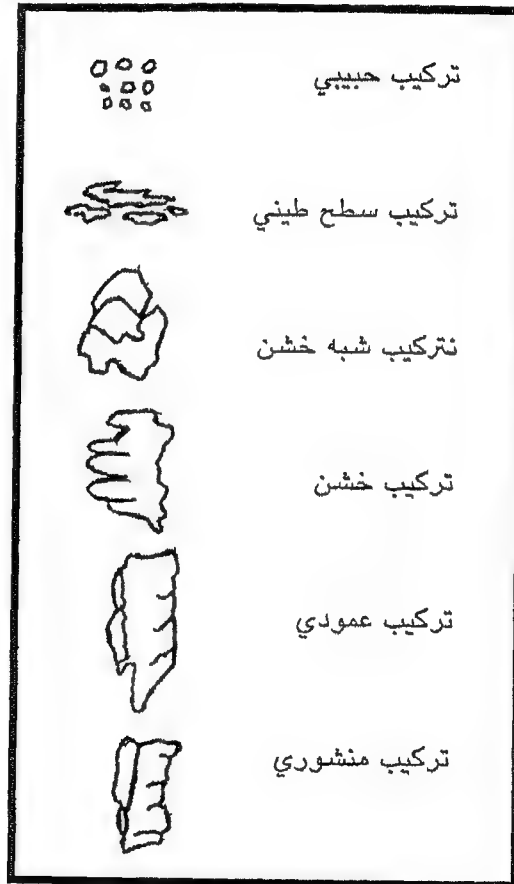 تركيب حبيبي
تركيب سطح طيني
نتركيب شبه خشن
تركيب خشن
تركيب عمودي
تركيب منشوري